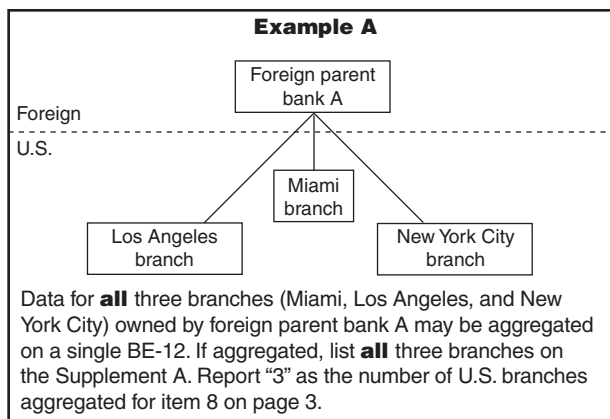 Example A
Foreign parent
bank A
Foreign
U.S.
Miami
branch
Los Angeles
branch
New York City
branch
Data for all three branches (Miami, Los Angeles, and New
York City) owned by foreign parent bank A may be aggregated
on a single BE-12. If aggregated, list all three branches on
the Supplement A. Report “3” as the number of U.S. branches
aggregated for item 8 on page 3.